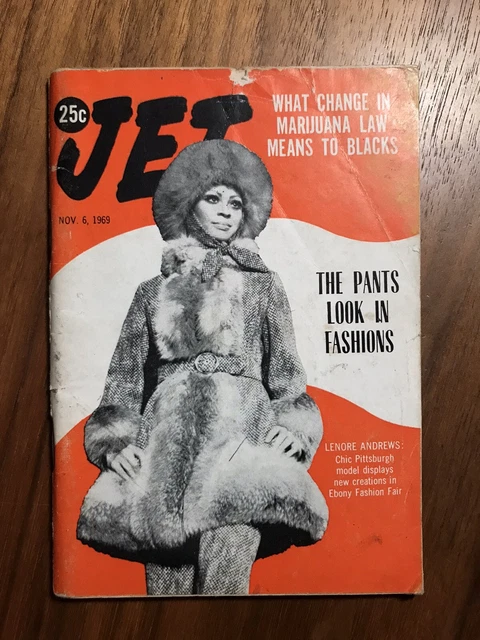 25c
JET
WHAT CHANGE IN
MARIJUANA LAW
MEANS TO BLACKS
NOV. 6, 1969
THE PANTS
LOOK IN
FASHIONS
LENORE ANDREWS:
Chic Pittsburgh
model displays
new creations in
Ebony Fashion Fair